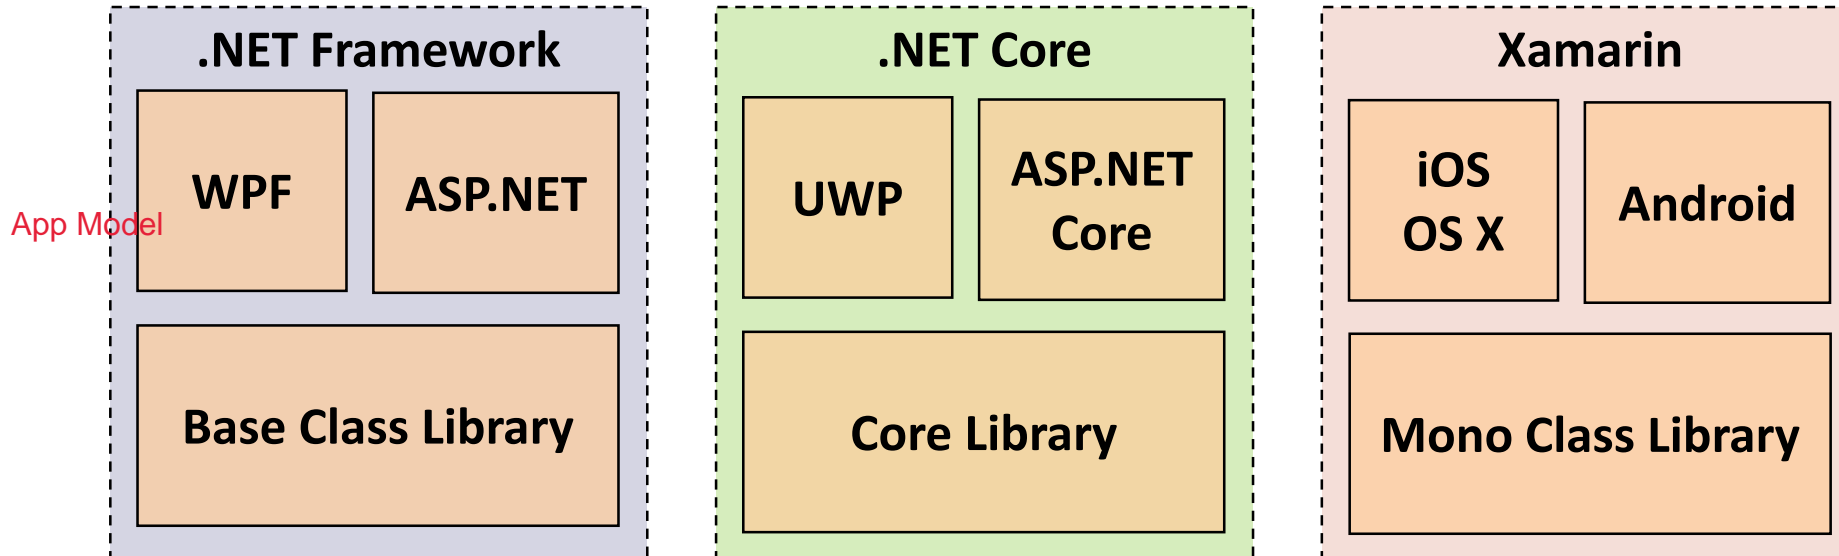 .NET Framework
.NET Core
Xamarin
WPF
ASP.NET
UWP
ASP.NET
Core
iOS
OS X
Android
App Model
Base Class Library
Core Library
Mono Class Library